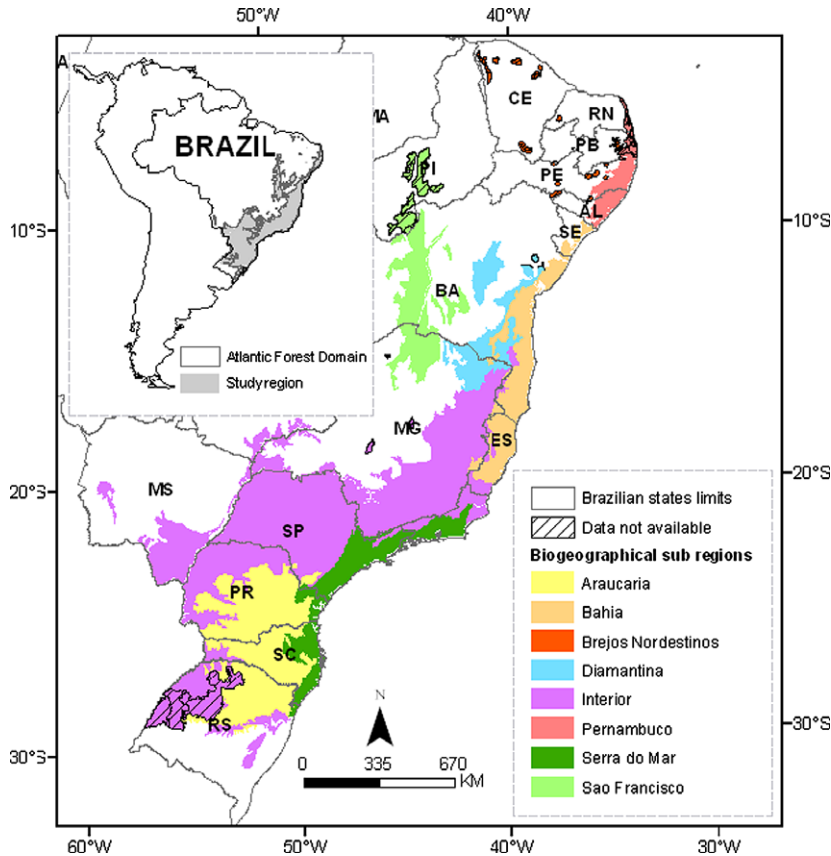 50°W
40°W
A
BRAZIL
Atlantic Forest Domain
Study region
MA
CE
RN
PB
PI
PE
AL
10°S
10°S
SE
BA
MG
ES
MS
20°S
20°S
SP
PR
SC
RS
30°S
30°S
N
0
335
670
KM
Brazilian states limits
Data not available
Biogeographical sub regions
Araucaria
Bahia
Brejos Nordestinos
Diamantina
Interior
Pernambuco
Serra do Mar
Sao Francisco
60°W
50°W
40°W
30°W